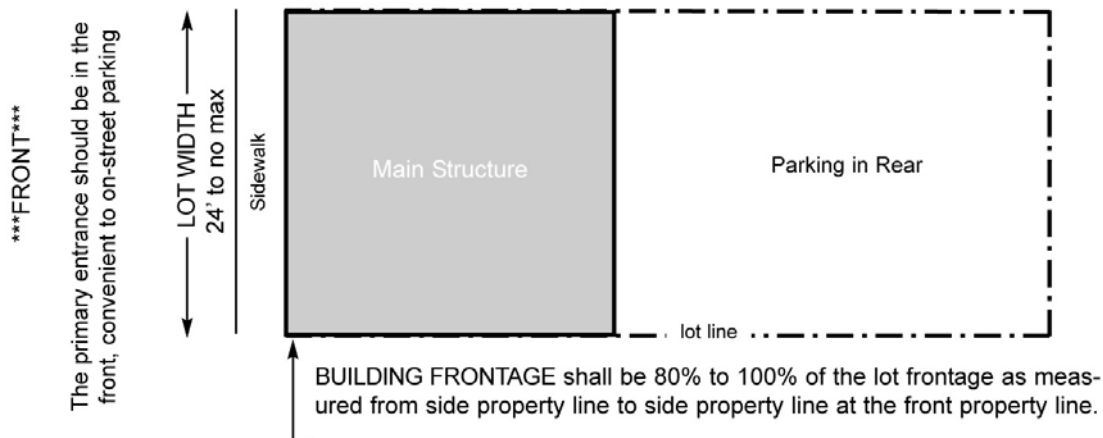 ***FRONT***
The primary entrance should be in the
front, convenient to on-street parking
LOT WIDTH
24' to no max
Sidewalk
Main Structure
Parking in Rear
lot line
BUILDING FRONTAGE shall be 80% to 100% of the lot frontage as meas-
ured from side property line to side property line at the front property line.